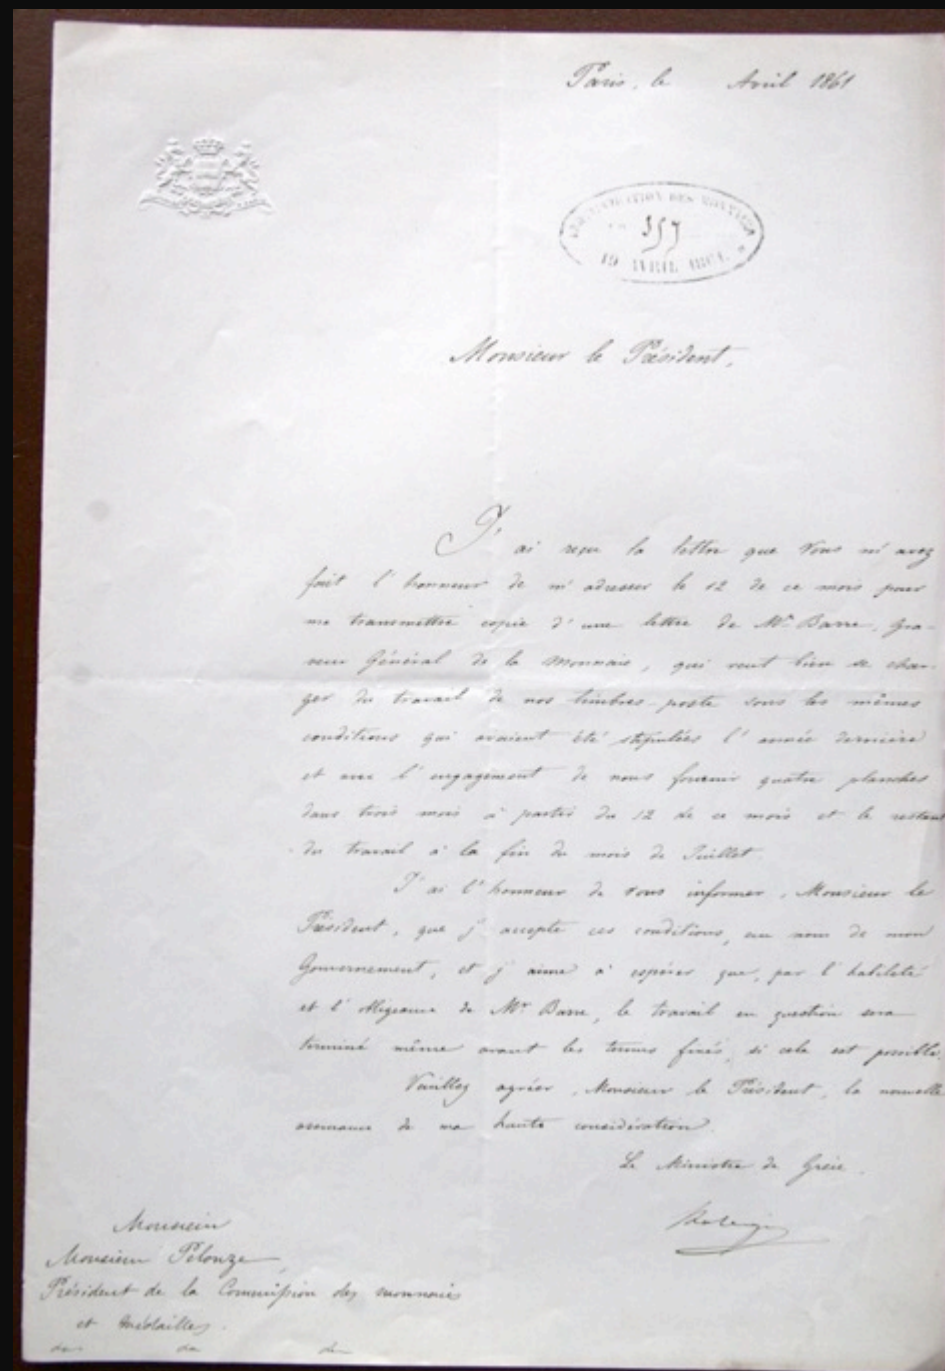 Paris, le Avril 1861
ADMINISTRATION DES MONNAIES
357
19 AVRIL 1861
Monsieur le Président,
J'ai reçu la lettre que Vous m'avez
fait l'honneur de m'adresser le 12 de ce mois pour
me transmettre copie d'une lettre de Mr. Barre, Gra-
veur Général de la Monnaie, qui veut bien se char-
ger du travail de nos timbres-poste sous les mêmes
conditions qui avaient été stipulées l'année dernière
et avec l'engagement de nous fournir quatre planches
dans trois mois à partir du 12 de ce mois et le restant
du travail à la fin du mois de Juillet.
J'ai l'honneur de vous informer, Monsieur le
Président, que j'accepte ces conditions, au nom de mon
Gouvernement, et j'aime à espérer que, par l'habileté
et l'obligeance de Mr Barre, le travail en question sera
terminé même avant les termes fixés, si cela est possible.
Veuillez agréer, Monsieur le Président, la nouvelle
assurance de ma haute considération.
Le Ministre de Grèce.
Monsieur
Monsieur Pelouze
Président de la Commission des monnaies
et médailles.